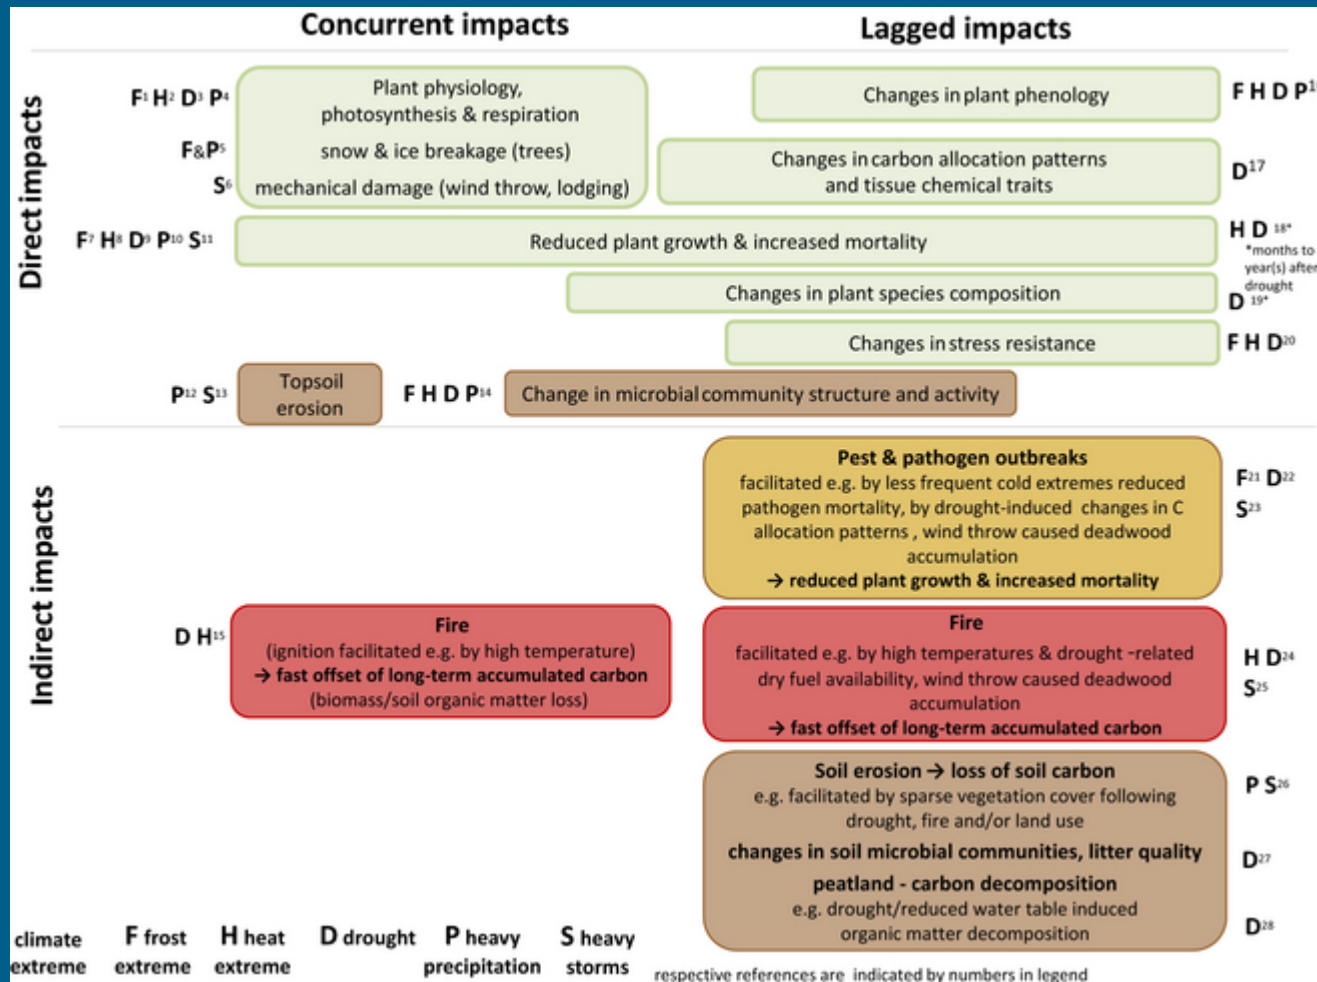 Concurrent impacts
Lagged impacts
Direct impacts
F¹ H² D³ P⁴
Plant physiology,
photosynthesis & respiration
F&P⁵
snow & ice breakage (trees)
S⁶
mechanical damage (wind throw, lodging)
Changes in plant phenology
F H D P
Changes in carbon allocation patterns
and tissue chemical traits
D¹⁷
F⁷ H⁸ D⁹ P¹⁰ S¹¹
Reduced plant growth & increased mortality
H D ¹⁸*
*months to
year(s) after
drought
Changes in plant species composition
D ¹⁹*
Changes in stress resistance
F H D²⁰
P¹² S¹³
Topsoil
erosion
F H D P¹⁴
Change in microbial community structure and activity
Indirect impacts
Pest & pathogen outbreaks
facilitated e.g. by less frequent cold extremes reduced
pathogen mortality, by drought-induced changes in C
allocation patterns , wind throw caused deadwood
accumulation
→ reduced plant growth & increased mortality
F²¹ D²²
S²³
D H¹⁵
Fire
(ignition facilitated e.g. by high temperature)
→ fast offset of long-term accumulated carbon
(biomass/soil organic matter loss)
Fire
facilitated e.g. by high temperatures & drought -related
dry fuel availability, wind throw caused deadwood
accumulation
→ fast offset of long-term accumulated carbon
H D²⁴
S²⁵
Soil erosion → loss of soil carbon
e.g. facilitated by sparse vegetation cover following
drought, fire and/or land use
changes in soil microbial communities, litter quality
peatland - carbon decomposition
e.g. drought/reduced water table induced
organic matter decomposition
P S²⁶
D²⁷
D²⁸
climate
extreme
F frost
extreme
H heat
extreme
D drought
P heavy
precipitation
S heavy
storms
respective references are indicated by numbers in legend